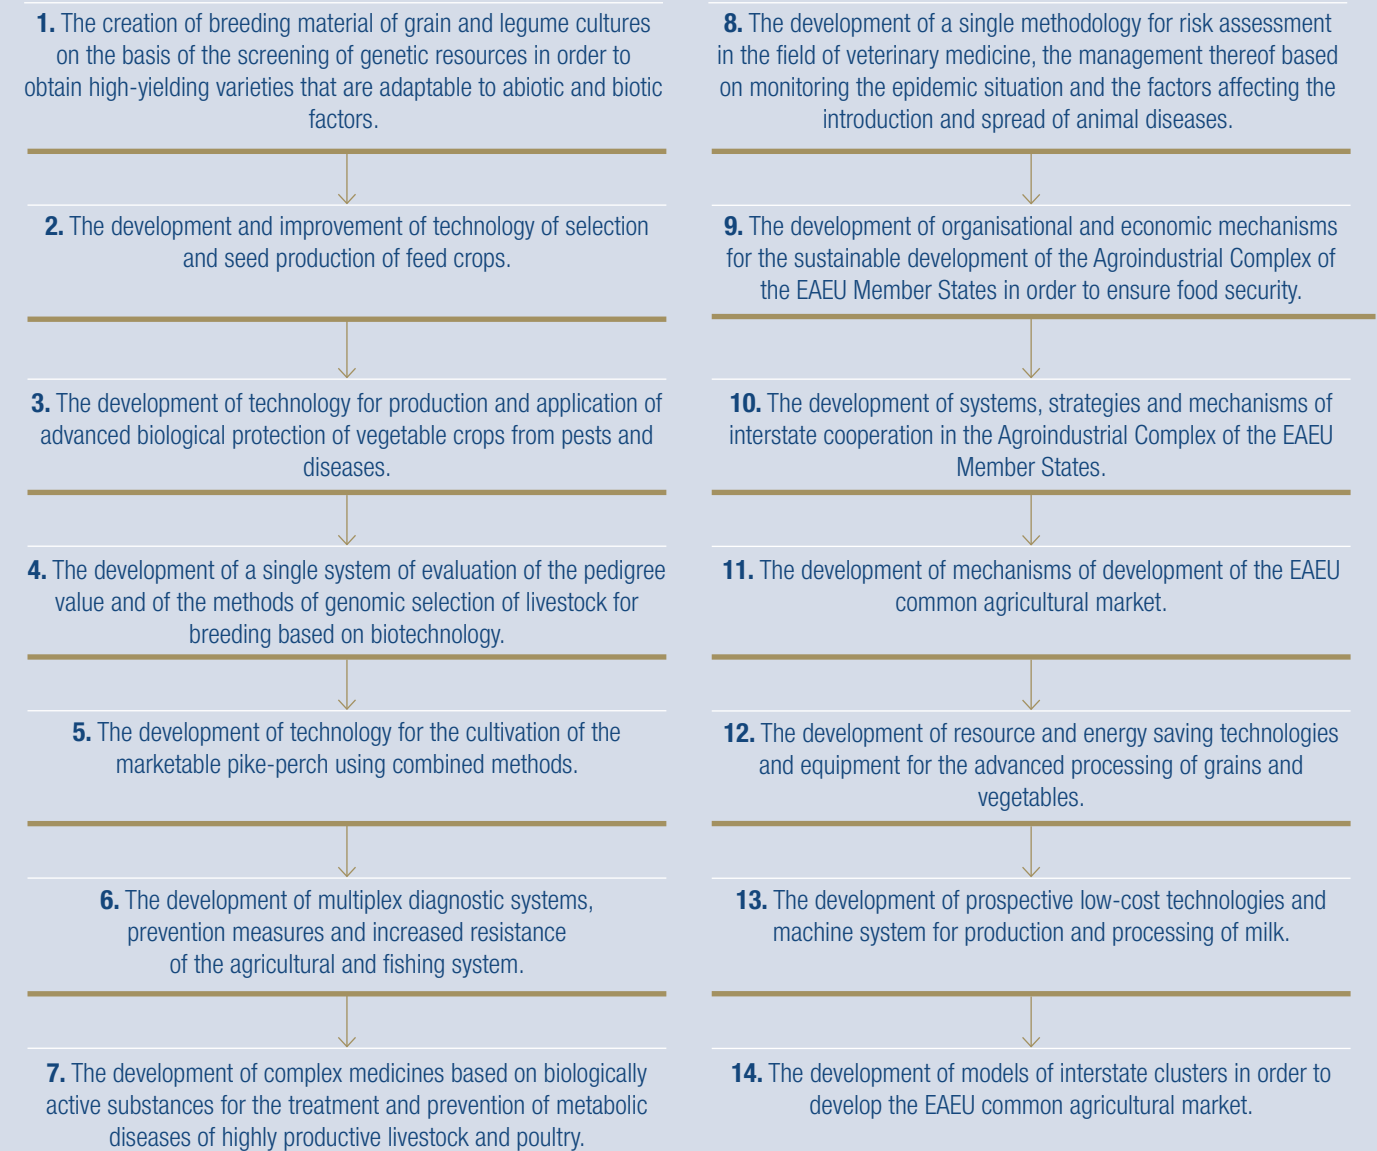 1. The creation of breeding material of grain and legume cultures
on the basis of the screening of genetic resources in order to
obtain high-yielding varieties that are adaptable to abiotic and biotic
factors.
2. The development and improvement of technology of selection
and seed production of feed crops.
3. The development of technology for production and application of
advanced biological protection of vegetable crops from pests and
diseases.
4. The development of a single system of evaluation of the pedigree
value and of the methods of genomic selection of livestock for
breeding based on biotechnology.
5. The development of technology for the cultivation of the
marketable pike-perch using combined methods.
6. The development of multiplex diagnostic systems,
prevention measures and increased resistance
of the agricultural and fishing system.
7. The development of complex medicines based on biologically
active substances for the treatment and prevention of metabolic
diseases of highly productive livestock and poultry.
8. The development of a single methodology for risk assessment
in the field of veterinary medicine, the management thereof based
on monitoring the epidemic situation and the factors affecting the
introduction and spread of animal diseases.
9. The development of organisational and economic mechanisms
for the sustainable development of the Agroindustrial Complex of
the EAEU Member States in order to ensure food security.
10. The development of systems, strategies and mechanisms of
interstate cooperation in the Agroindustrial Complex of the EAEU
Member States.
11. The development of mechanisms of development of the EAEU
common agricultural market.
12. The development of resource and energy saving technologies
and equipment for the advanced processing of grains and
vegetables.
13. The development of prospective low-cost technologies and
machine system for production and processing of milk.
14. The development of models of interstate clusters in order to
develop the EAEU common agricultural market.